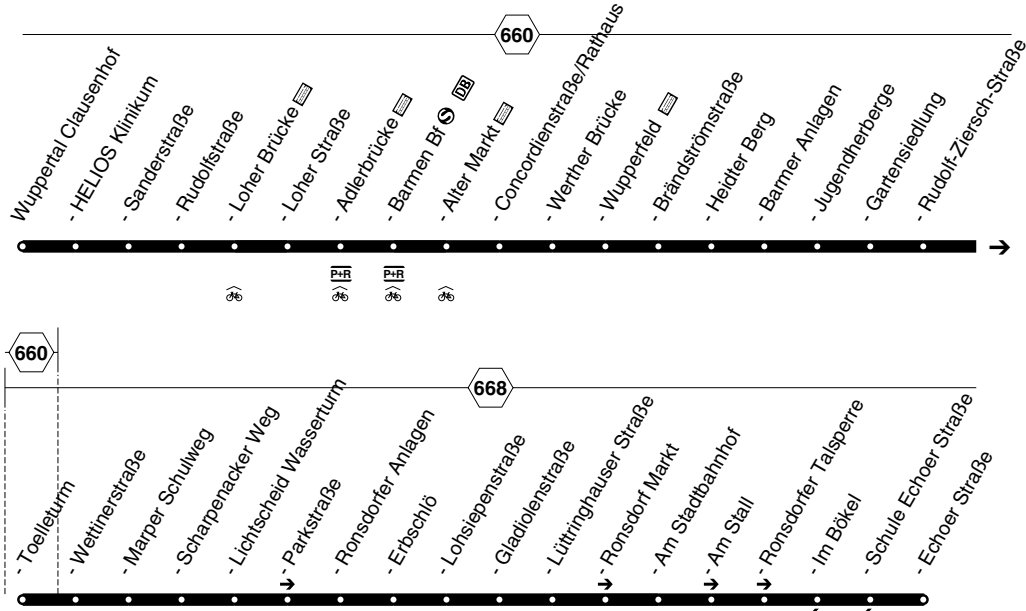 660
Wuppertal Clausenhof
- HELIOS Klinikum
- Sanderstraße
- Rudolfstraße
- Loher Brücke
- Loher Straße
- Adlerbrücke
- Barmen Bf S DB
- Alter Markt
- Concordienstraße/Rathaus
- Werther Brücke
- Wupperfeld
- Brändströmstraße
- Heidter Berg
- Barmer Anlagen
- Jugendherberge
- Gartensiedlung
- Rudolf-Ziersch-Straße
P+R
P+R
660
668
- Toelleturm
- Wettinerstraße
- Marper Schulweg
- Scharpenacker Weg
- Lichtscheid Wasserturm
- Parkstraße
- Ronsdorfer Anlagen
- Erbschlö
- Lohsiepenstraße
- Gladiolenstraße
- Lüttringhauser Straße
- Ronsdorf Markt
- Am Stadtbahnhof
- Am Stall
- Ronsdorfer Talsperre
- Im Bökel
- Schule Echoer Straße
- Echoer Straße